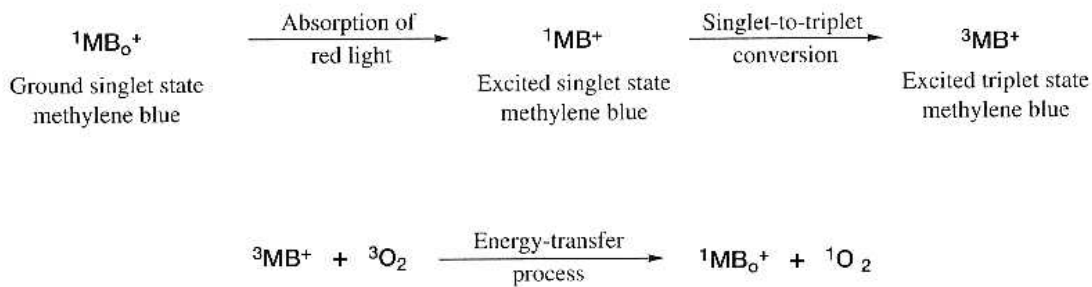 ¹MBₒ⁺ Absorption of red light ¹MB⁺ Singlet-to-triplet conversion ³MB⁺
Ground singlet state Excited singlet state Excited triplet state
methylene blue methylene blue methylene blue
³MB⁺ + ³O₂ Energy-transfer process ¹MBₒ⁺ + ¹O₂